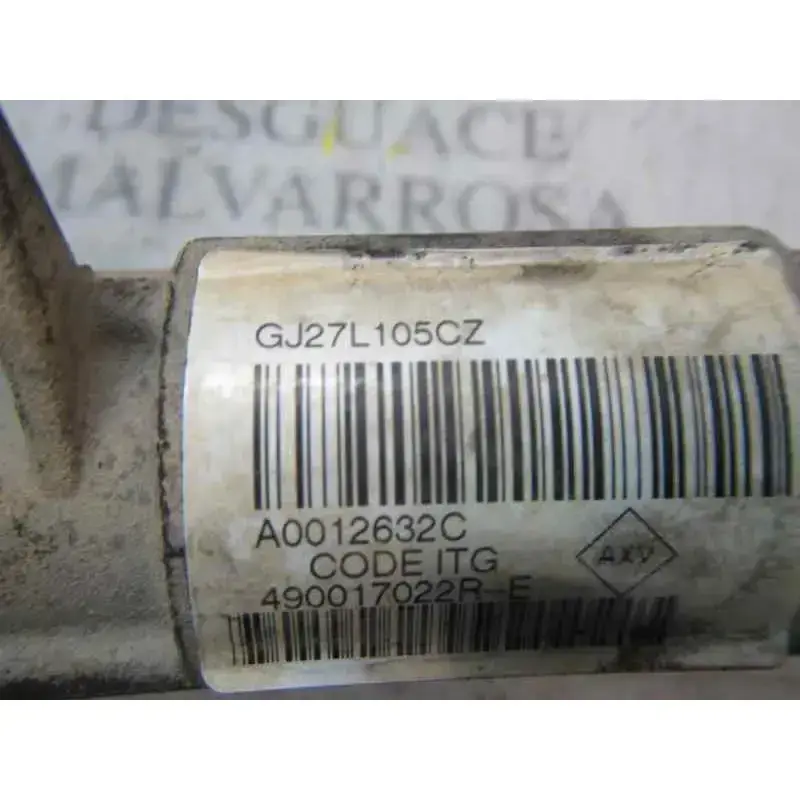 DESGUACE
MALVARROSA
GJ27L105CZ
A0012632C
CODE ITG
490017022R-E
AXV